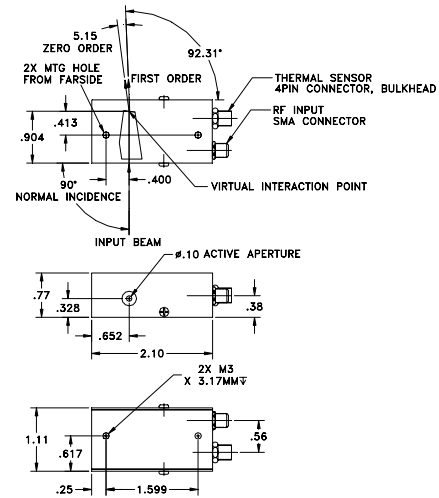 5.15
ZERO ORDER
92.31°
2X MTG HOLE
FROM FARSIDE
FIRST ORDER
THERMAL SENSOR
4PIN CONNECTOR, BULKHEAD
RF INPUT
SMA CONNECTOR
.413
.904
90°
NORMAL INCIDENCE
.400
VIRTUAL INTERACTION POINT
INPUT BEAM
ø.10 ACTIVE APERTURE
.77
.328
.38
.652
2.10
2X M3
X 3.17MM↧
1.11
.617
.56
.25
1.599